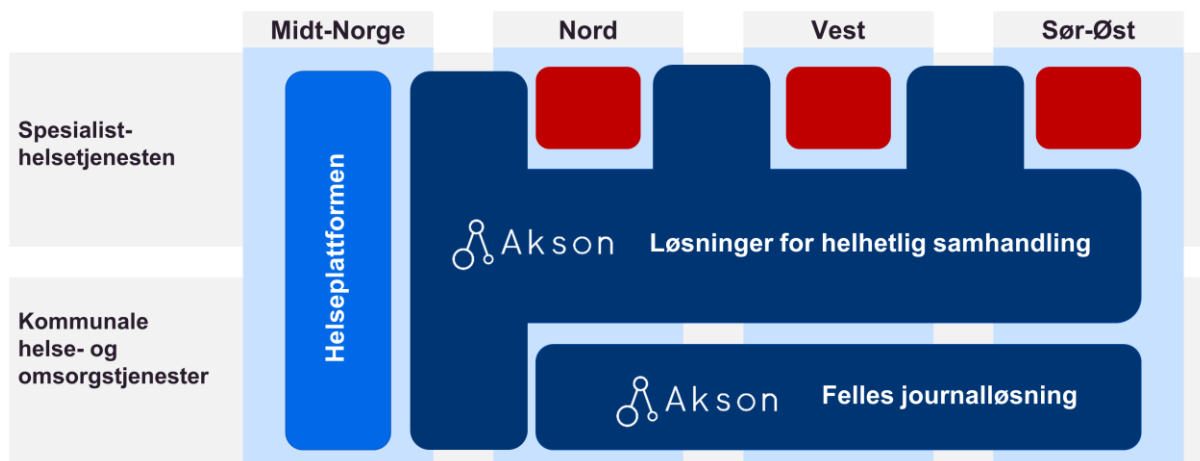 Midt-Norge
Nord
Vest
Sør-Øst
Spesialist-
helsetjenesten
Helseplattformen
Akson
Løsninger for helhetlig samhandling
Kommunale
helse- og
omsorgstjenester
Akson
Felles journalløsning